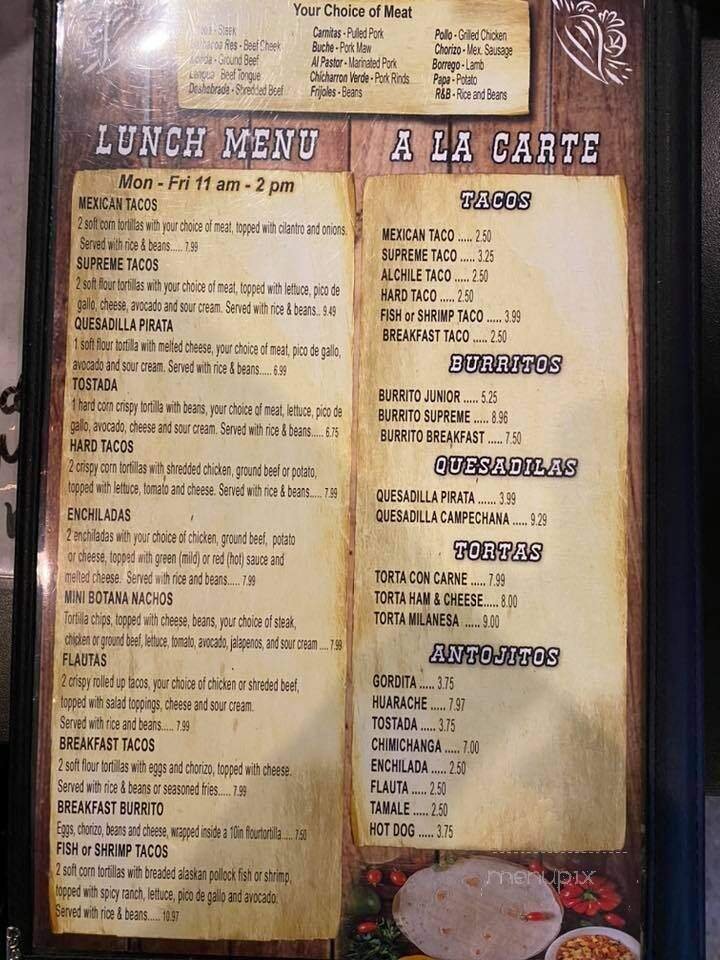 Your Choice of Meat
- Steak
Res - Beef Cheek
- Ground Beef
Lengua - Beef Tongue
Deshebrada - Shredded Beef
Carnitas - Pulled Pork
Buche - Pork Maw
Al Pastor - Marinated Pork
Chicharron Verde - Pork Rinds
Frijoles - Beans
Pollo - Grilled Chicken
Chorizo - Mex. Sausage
Borrego - Lamb
Papa - Potato
R&B - Rice and Beans
LUNCH MENU
Mon - Fri 11 am - 2 pm
MEXICAN TACOS
2 soft corn tortillas with your choice of meat, topped with cilantro and onions.
Served with rice & beans..... 7.99
SUPREME TACOS
2 soft flour tortillas with your choice of meat, topped with lettuce, pico de
gallo, cheese, avocado and sour cream. Served with rice & beans.. 9.49
QUESADILLA PIRATA
1 soft flour tortilla with melted cheese, your choice of meat, pico de gallo,
avocado and sour cream. Served with rice & beans..... 6.99
TOSTADA
1 hard corn crispy tortilla with beans, your choice of meat, lettuce, pico de
gallo, avocado, cheese and sour cream. Served with rice & beans..... 6.75
HARD TACOS
2 crispy corn tortillas with shredded chicken, ground beef or potato,
topped with lettuce, tomato and cheese. Served with rice & beans..... 7.99
ENCHILADAS
2 enchiladas with your choice of chicken, ground beef, potato
or cheese, topped with green (mild) or red (hot) sauce and
melted cheese. Served with rice and beans..... 7.99
MINI BOTANA NACHOS
Tortilla chips, topped with cheese, beans, your choice of steak,
chicken or ground beef, lettuce, tomato, avocado, jalapenos, and sour cream .... 7.99
FLAUTAS
2 crispy rolled up tacos, your choice of chicken or shreded beef,
topped with salad toppings, cheese and sour cream.
Served with rice and beans..... 7.99
BREAKFAST TACOS
2 soft flour tortillas with eggs and chorizo, topped with cheese.
Served with rice & beans or seasoned fries..... 7.99
BREAKFAST BURRITO
Eggs, chorizo, beans and cheese, wrapped inside a 10in flourtortilla .... 7.50
FISH or SHRIMP TACOS
2 soft corn tortillas with breaded alaskan pollock fish or shrimp,
topped with spicy ranch, lettuce, pico de gallo and avocado.
Served with rice & beans..... 10.97
A LA CARTE
TACOS
MEXICAN TACO ..... 2.50
SUPREME TACO ..... 3.25
ALCHILE TACO ..... 2.50
HARD TACO ..... 2.50
FISH or SHRIMP TACO ..... 3.99
BREAKFAST TACO ..... 2.50
BURRITOS
BURRITO JUNIOR ..... 5.25
BURRITO SUPREME ..... 8.96
BURRITO BREAKFAST ..... 7.50
QUESADILAS
QUESADILLA PIRATA ...... 3.99
QUESADILLA CAMPECHANA ..... 9.29
TORTAS
TORTA CON CARNE ..... 7.99
TORTA HAM & CHEESE..... 8.00
TORTA MILANESA ..... 9.00
ANTOJITOS
GORDITA ..... 3.75
HUARACHE ..... 7.97
TOSTADA ..... 3.75
CHIMICHANGA ..... 7.00
ENCHILADA ..... 2.50
FLAUTA ..... 2.50
TAMALE ..... 2.50
HOT DOG ..... 3.75
menupix